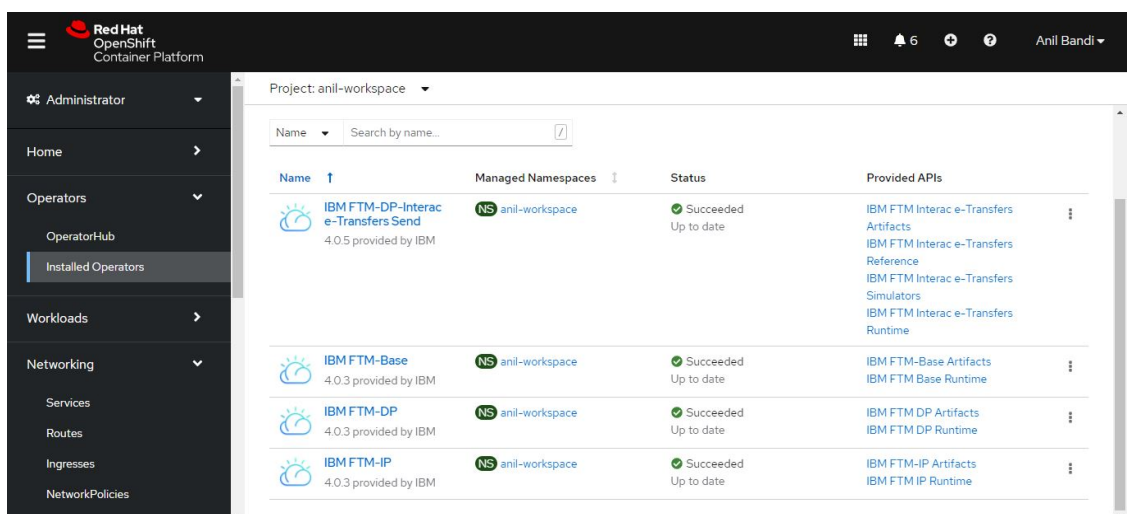 Red Hat
OpenShift
Container Platform
6
Anil Bandi
Administrator
Home
Operators
OperatorHub
Installed Operators
Workloads
Networking
Services
Routes
Ingresses
NetworkPolicies
Project: anil-workspace
Name
Search by name...
/
Name
Managed Namespaces
Status
Provided APIs
IBM FTM-DP-Interac
e-Transfers Send
4.0.5 provided by IBM
NS anil-workspace
Succeeded
Up to date
IBM FTM Interac e-Transfers
Artifacts
IBM FTM Interac e-Transfers
Reference
IBM FTM Interac e-Transfers
Simulators
IBM FTM Interac e-Transfers
Runtime
IBM FTM-Base
4.0.3 provided by IBM
NS anil-workspace
Succeeded
Up to date
IBM FTM-Base Artifacts
IBM FTM Base Runtime
IBM FTM-DP
4.0.3 provided by IBM
NS anil-workspace
Succeeded
Up to date
IBM FTM DP Artifacts
IBM FTM DP Runtime
IBM FTM-IP
4.0.3 provided by IBM
NS anil-workspace
Succeeded
Up to date
IBM FTM-IP Artifacts
IBM FTM IP Runtime